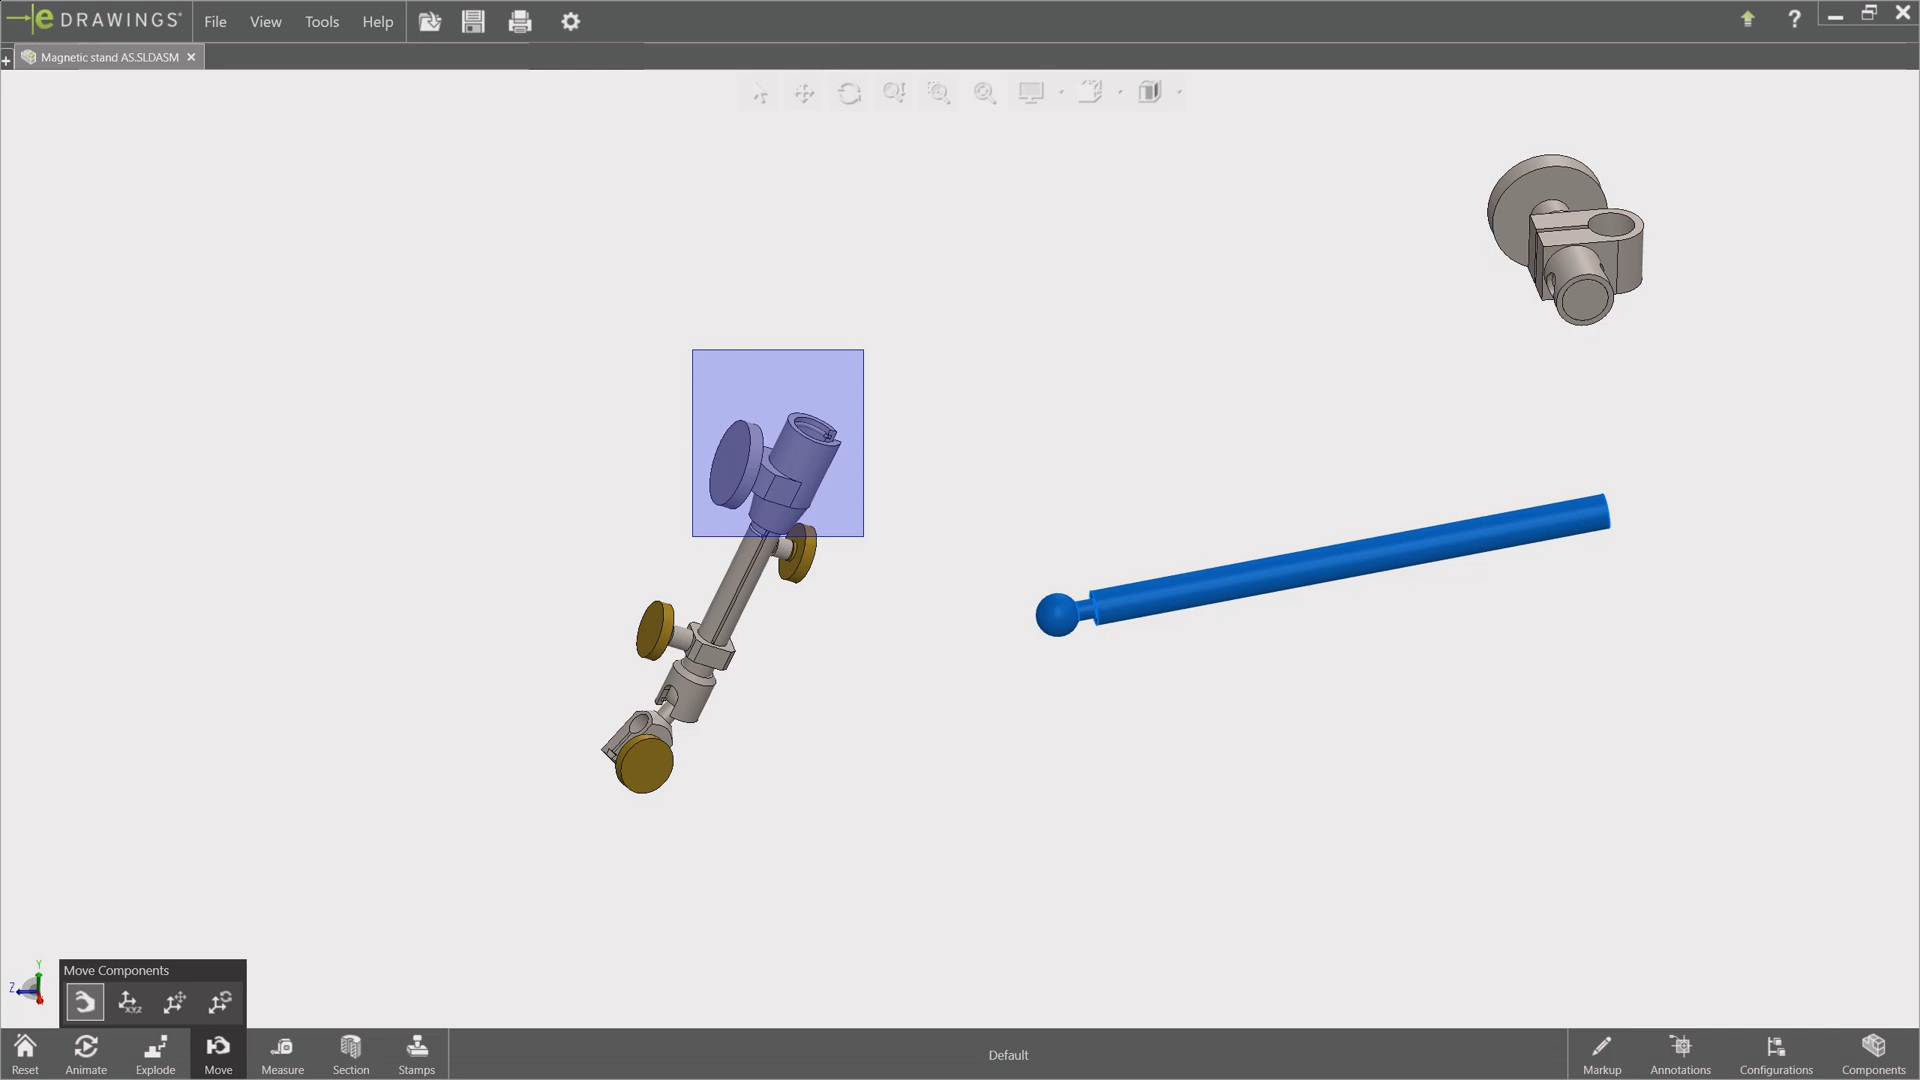 eDRAWINGS®
File View Tools Help
?
+ Magnetic stand AS.SLDASM
Y
Z
Move Components
X,Y,Z
Reset Animate Explode Move Measure Section Stamps
Default
Markup Annotations Configurations Components